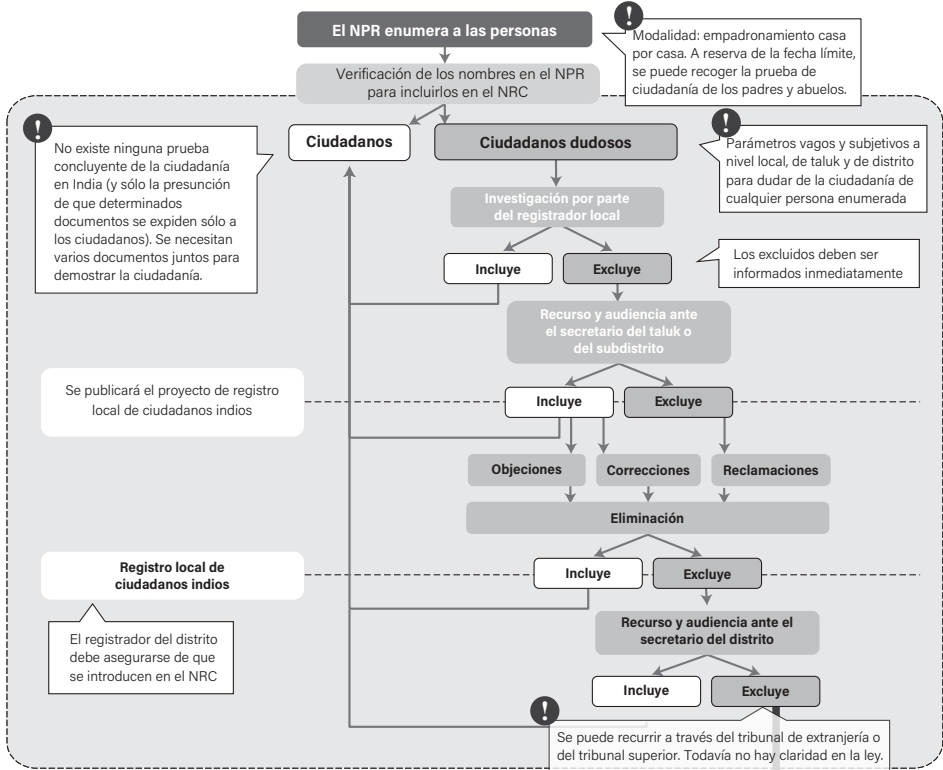 El NPR enumera a las personas
Modalidad: empadronamiento casa
por casa. A reserva de la fecha límite,
se puede recoger la prueba de
ciudadanía de los padres y abuelos.
Verificación de los nombres en el NPR
para incluirlos en el NRC
No existe ninguna prueba
concluyente de la ciudadanía
en India (y sólo la presunción
de que determinados
documentos se expiden sólo a
los ciudadanos). Se necesitan
varios documentos juntos para
demostrar la ciudadanía.
Ciudadanos
Ciudadanos dudosos
Parámetros vagos y subjetivos a
nivel local, de taluk y de distrito
para dudar de la ciudadanía de
cualquier persona enumerada
Investigación por parte
del registrador local
Incluye
Excluye
Los excluidos deben ser
informados inmediatamente
Recurso y audiencia ante
el secretario del taluk o
del subdistrito
Se publicará el proyecto de registro
local de ciudadanos indios
Incluye
Excluye
Objeciones
Correcciones
Reclamaciones
Eliminación
Registro local de
ciudadanos indios
Incluye
Excluye
El registrador del distrito
debe asegurarse de que
se introducen en el NRC
Recurso y audiencia ante el
secretario del distrito
Incluye
Excluye
Se puede recurrir a través del tribunal de extranjería o
del tribunal superior. Todavía no hay claridad en la ley.